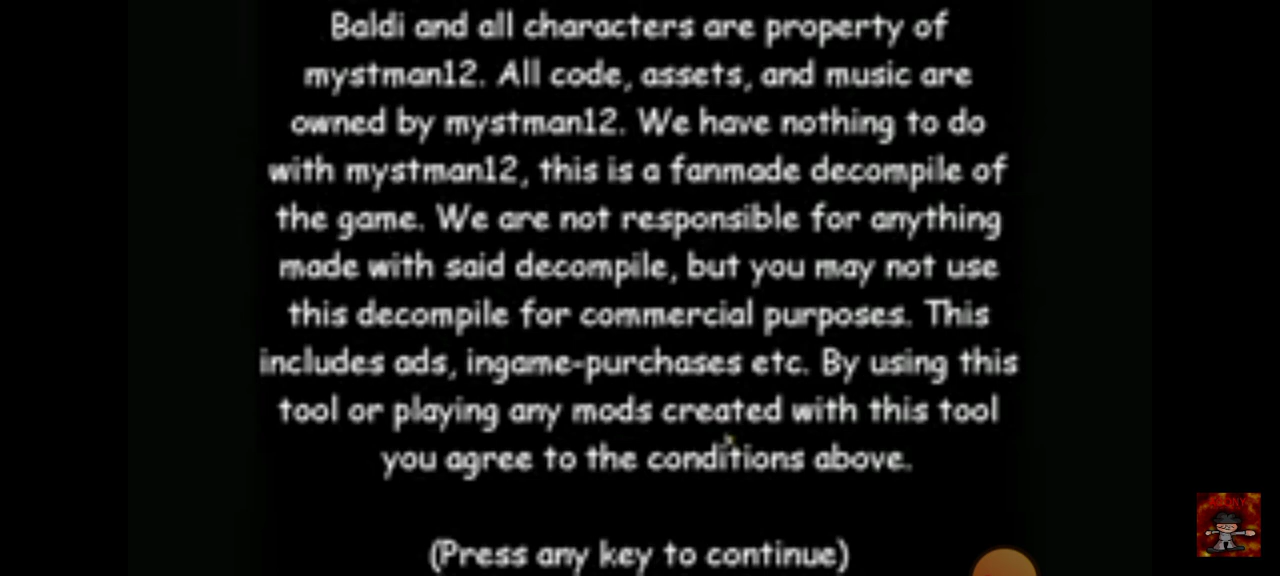 Baldi and all characters are property of
mystman12. All code, assets, and music are
owned by mystman12. We have nothing to do
with mystman12, this is a fanmade decompile of
the game. We are not responsible for anything
made with said decompile, but you may not use
this decompile for commercial purposes. This
includes ads, ingame-purchases etc. By using this
tool or playing any mods created with this tool
you agree to the conditions above.
(Press any key to continue)